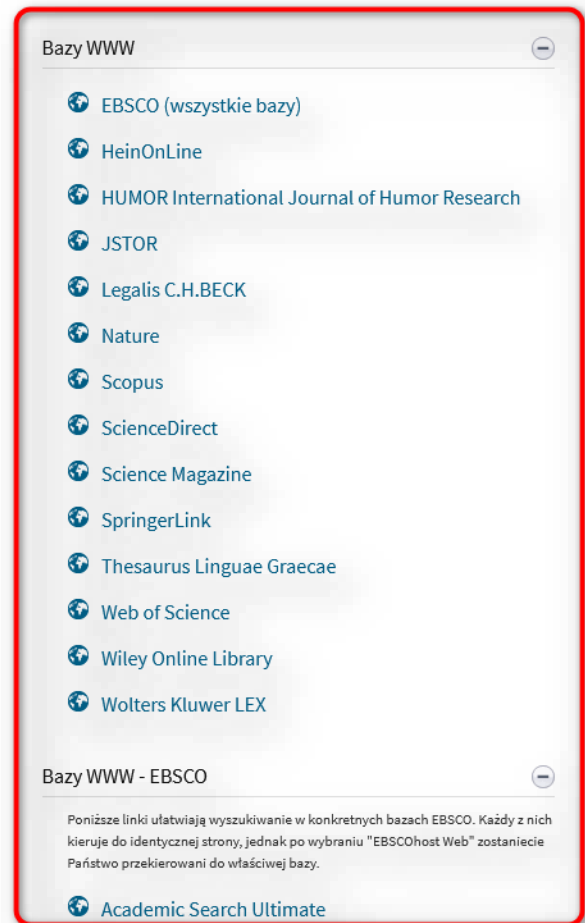 Bazy WWW
EBSCO (wszystkie bazy)
HeinOnLine
HUMOR International Journal of Humor Research
JSTOR
Legalis C.H.BECK
Nature
Scopus
ScienceDirect
Science Magazine
SpringerLink
Thesaurus Linguae Graecae
Web of Science
Wiley Online Library
Wolters Kluwer LEX
Bazy WWW - EBSCO
Poniższe linki ułatwiają wyszukiwanie w konkretnych bazach EBSCO. Każdy z nich
kieruje do identycznej strony, jednak po wybraniu "EBSCOhost Web" zostaniecie
Państwo przekierowani do właściwej bazy.
Academic Search Ultimate